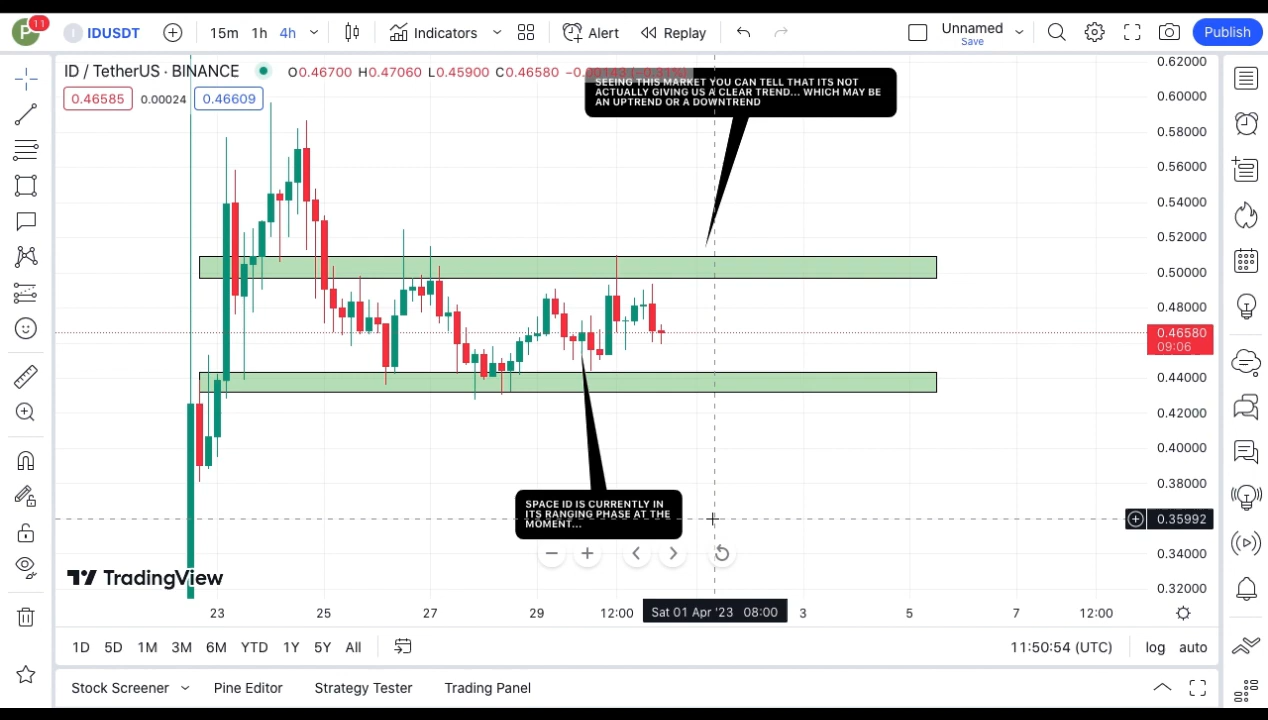 P 11 IDUSDT 15m 1h 4h Indicators Alert Replay Unnamed Save Publish
ID / TetherUS · BINANCE O0.46700 H0.47060 L0.45900 C0.46580 −0.00143 (−0.31%)
0.46585 0.00024 0.46609
SEEING THIS MARKET YOU CAN TELL THAT ITS NOT
ACTUALLY GIVING US A CLEAR TREND... WHICH MAY BE
AN UPTREND OR A DOWNTREND
0.62000
0.60000
0.58000
0.56000
0.54000
0.52000
0.50000
0.48000
0.46580
09:06
0.44000
0.42000
0.40000
0.38000
0.35992
0.34000
0.32000
SPACE ID IS CURRENTLY IN
ITS RANGING PHASE AT THE
MOMENT...
TradingView
23 25 27 29 12:00 Sat 01 Apr '23 08:00 3 5 7 12:00
1D 5D 1M 3M 6M YTD 1Y 5Y All 11:50:54 (UTC) log auto
Stock Screener Pine Editor Strategy Tester Trading Panel